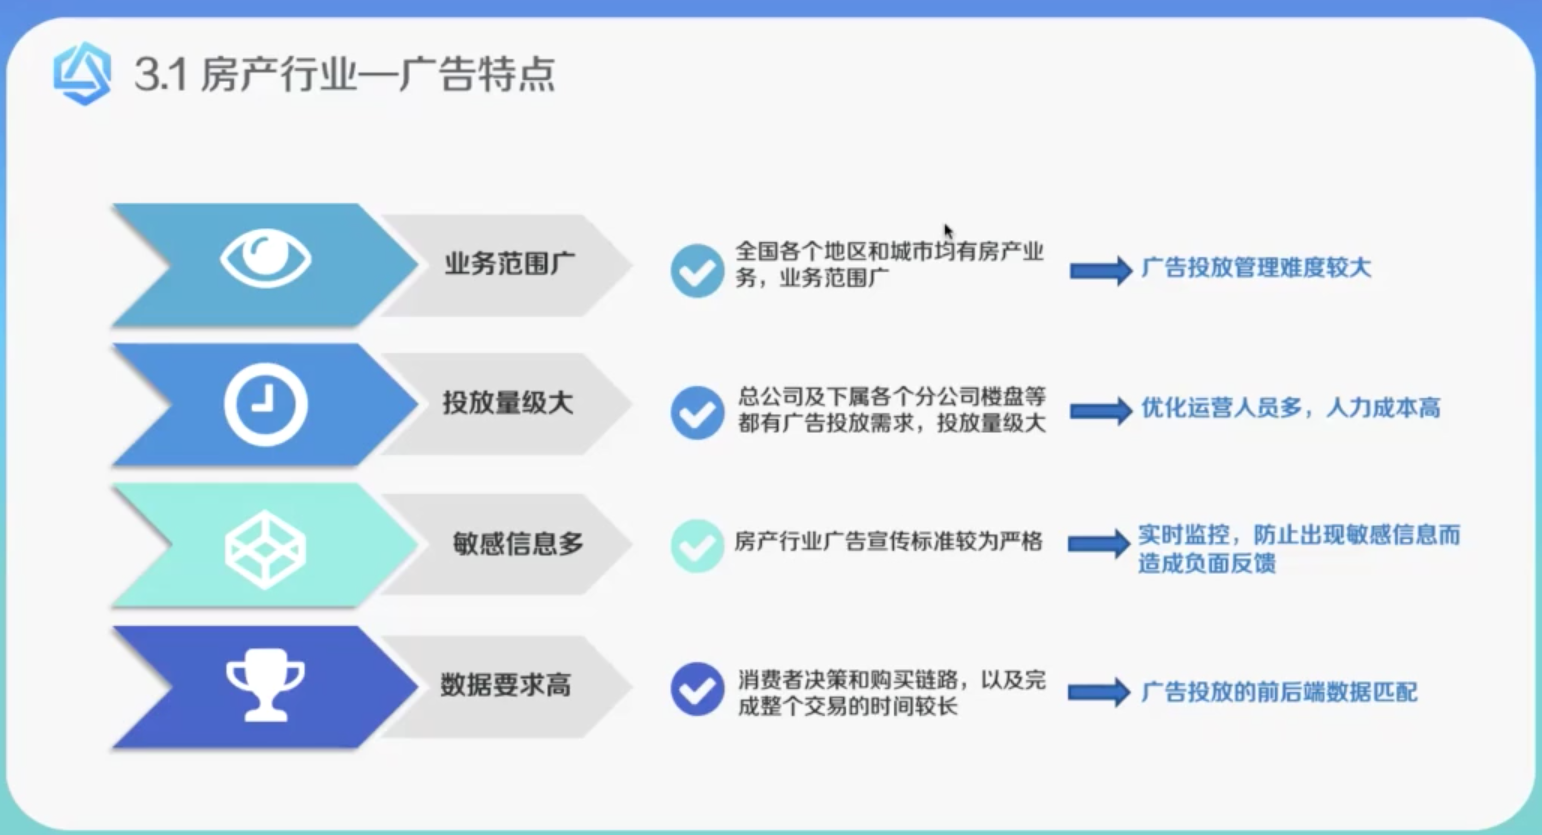 3.1 房产行业—广告特点
业务范围广
全国各个地区和城市均有房产业
务，业务范围广
广告投放管理难度较大
投放量级大
总公司及下属各个分公司楼盘等
都有广告投放需求，投放量级大
优化运营人员多，人力成本高
敏感信息多
房产行业广告宣传标准较为严格
实时监控，防止出现敏感信息而
造成负面反馈
数据要求高
消费者决策和购买链路，以及完
成整个交易的时间较长
广告投放的前后端数据匹配